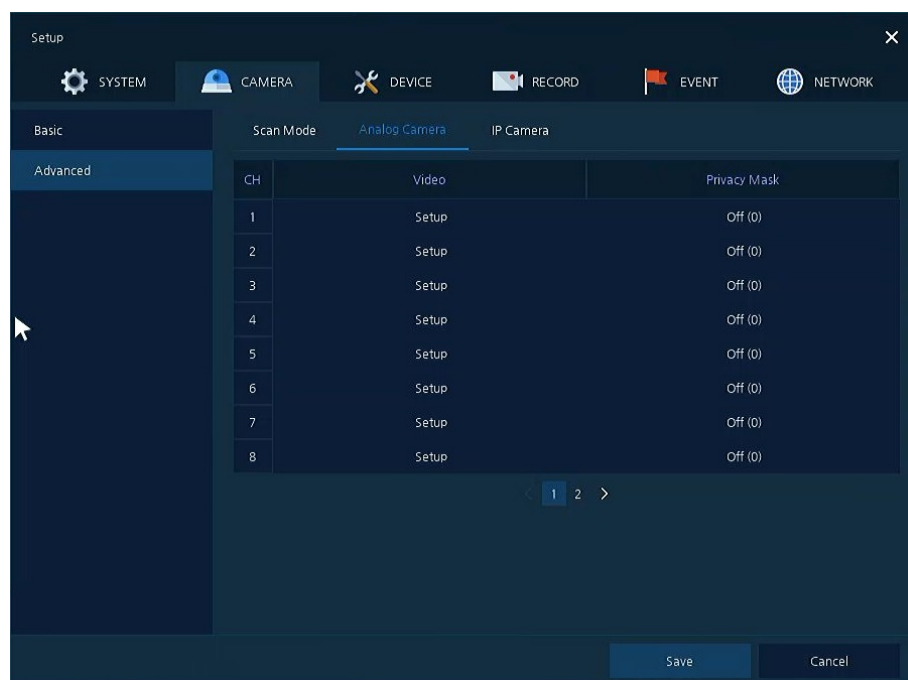 Setup
SYSTEM CAMERA DEVICE RECORD EVENT NETWORK
Basic
Advanced
Scan Mode Analog Camera IP Camera
CH Video Privacy Mask
1 Setup Off (0)
2 Setup Off (0)
3 Setup Off (0)
4 Setup Off (0)
5 Setup Off (0)
6 Setup Off (0)
7 Setup Off (0)
8 Setup Off (0)
1 2
Save Cancel